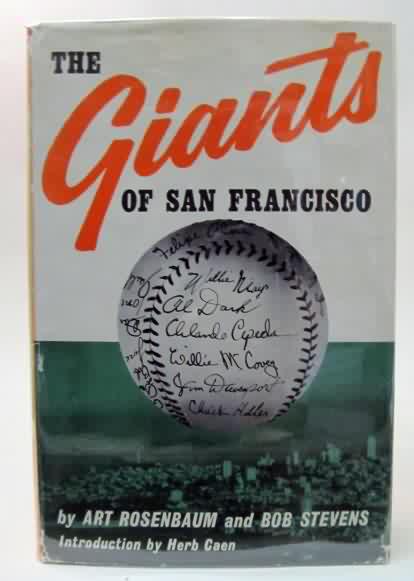 THE
Giants
OF SAN FRANCISCO
Felipe
Willie Mays
Al Dark
Orlando Cepeda
Willie McCovey
Jim Davenport
Chuck Hiller
by ART ROSENBAUM and BOB STEVENS
Introduction by Herb Caen